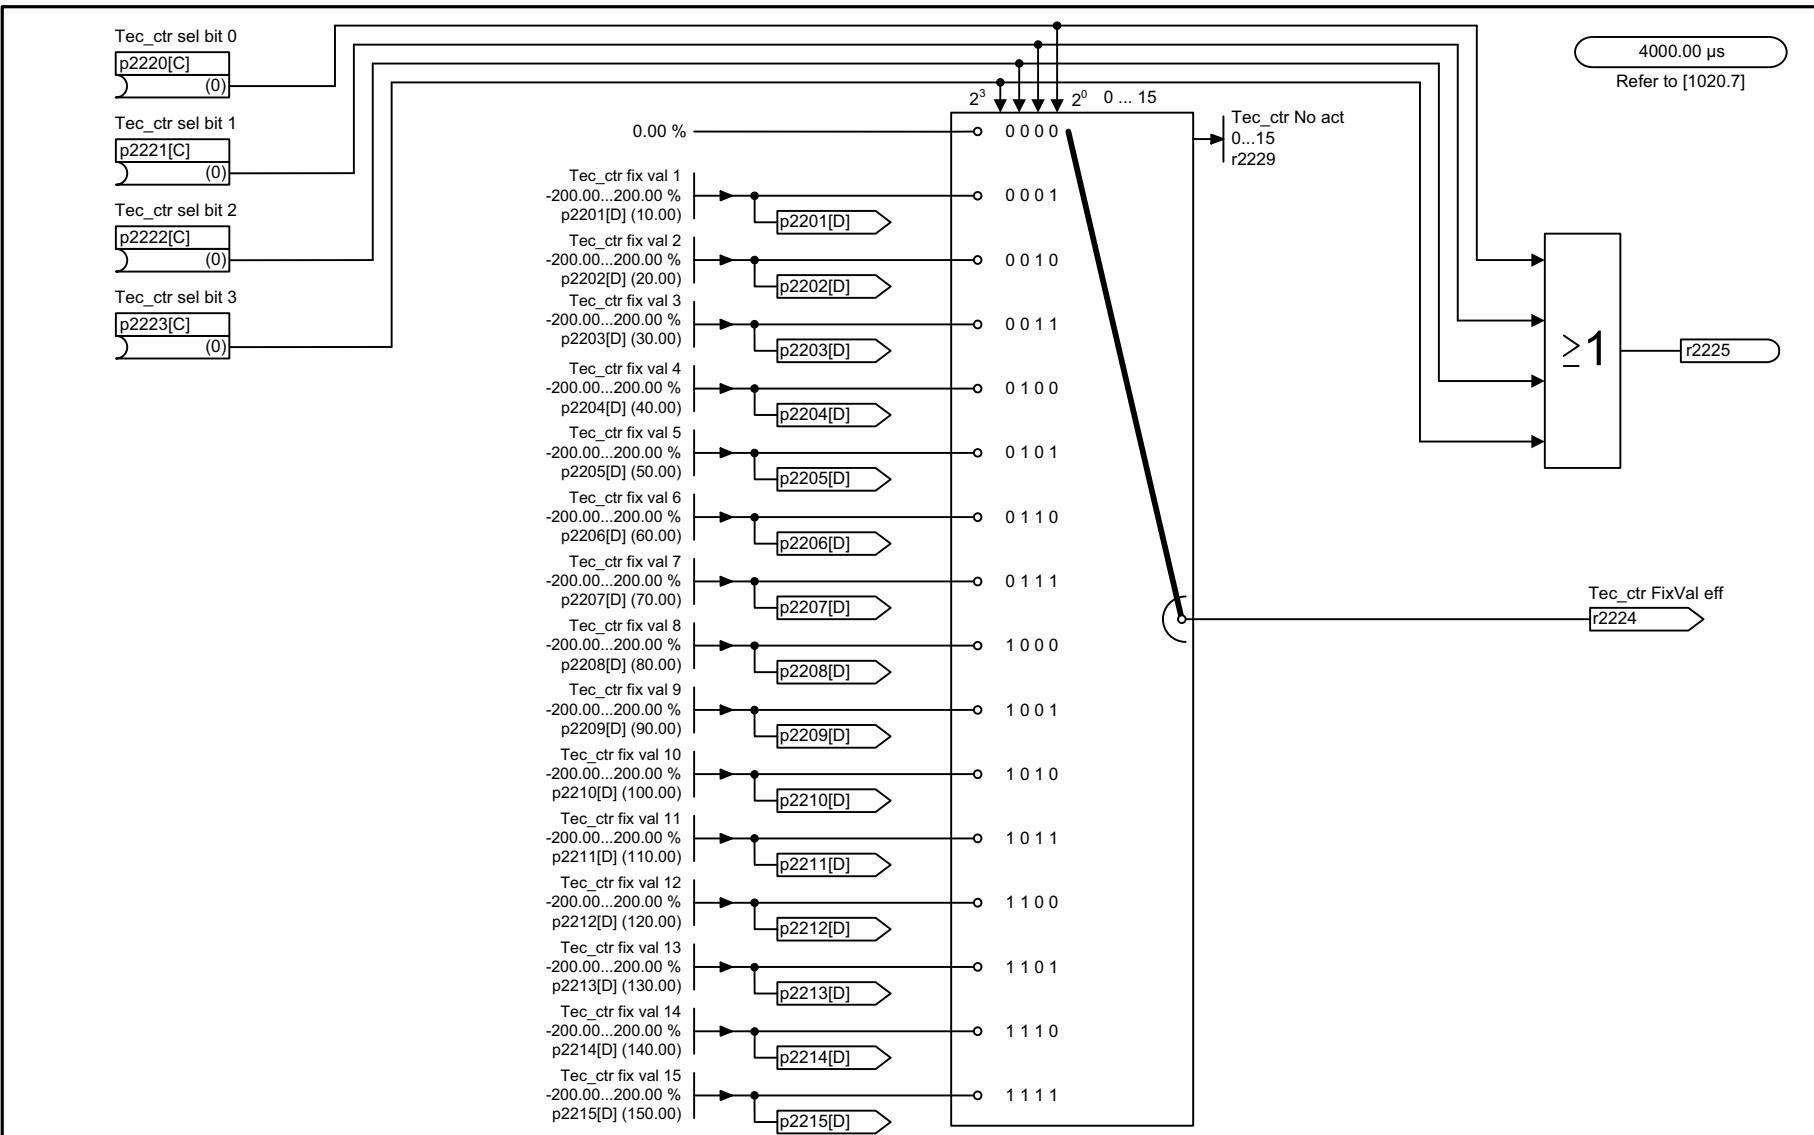 Tec_ctr sel bit 0
p2220[C]
(0)
Tec_ctr sel bit 1
p2221[C]
(0)
Tec_ctr sel bit 2
p2222[C]
(0)
Tec_ctr sel bit 3
p2223[C]
(0)
4000.00 µs
Refer to [1020.7]
2³ 2⁰ 0 ... 15
0.00 % 0 0 0 0
Tec_ctr No act
0...15
r2229
Tec_ctr fix val 1
-200.00...200.00 % 0 0 0 1
p2201[D] (10.00) p2201[D]
Tec_ctr fix val 2
-200.00...200.00 % 0 0 1 0
p2202[D] (20.00) p2202[D]
Tec_ctr fix val 3
-200.00...200.00 % 0 0 1 1
p2203[D] (30.00) p2203[D]
Tec_ctr fix val 4
-200.00...200.00 % 0 1 0 0
p2204[D] (40.00) p2204[D]
Tec_ctr fix val 5
-200.00...200.00 % 0 1 0 1
p2205[D] (50.00) p2205[D]
Tec_ctr fix val 6
-200.00...200.00 % 0 1 1 0
p2206[D] (60.00) p2206[D]
Tec_ctr fix val 7
-200.00...200.00 % 0 1 1 1
p2207[D] (70.00) p2207[D]
Tec_ctr fix val 8
-200.00...200.00 % 1 0 0 0
p2208[D] (80.00) p2208[D]
Tec_ctr fix val 9
-200.00...200.00 % 1 0 0 1
p2209[D] (90.00) p2209[D]
Tec_ctr fix val 10
-200.00...200.00 % 1 0 1 0
p2210[D] (100.00) p2210[D]
Tec_ctr fix val 11
-200.00...200.00 % 1 0 1 1
p2211[D] (110.00) p2211[D]
Tec_ctr fix val 12
-200.00...200.00 % 1 1 0 0
p2212[D] (120.00) p2212[D]
Tec_ctr fix val 13
-200.00...200.00 % 1 1 0 1
p2213[D] (130.00) p2213[D]
Tec_ctr fix val 14
-200.00...200.00 % 1 1 1 0
p2214[D] (140.00) p2214[D]
Tec_ctr fix val 15
-200.00...200.00 % 1 1 1 1
p2215[D] (150.00) p2215[D]
≥1
r2225
Tec_ctr FixVal eff
r2224